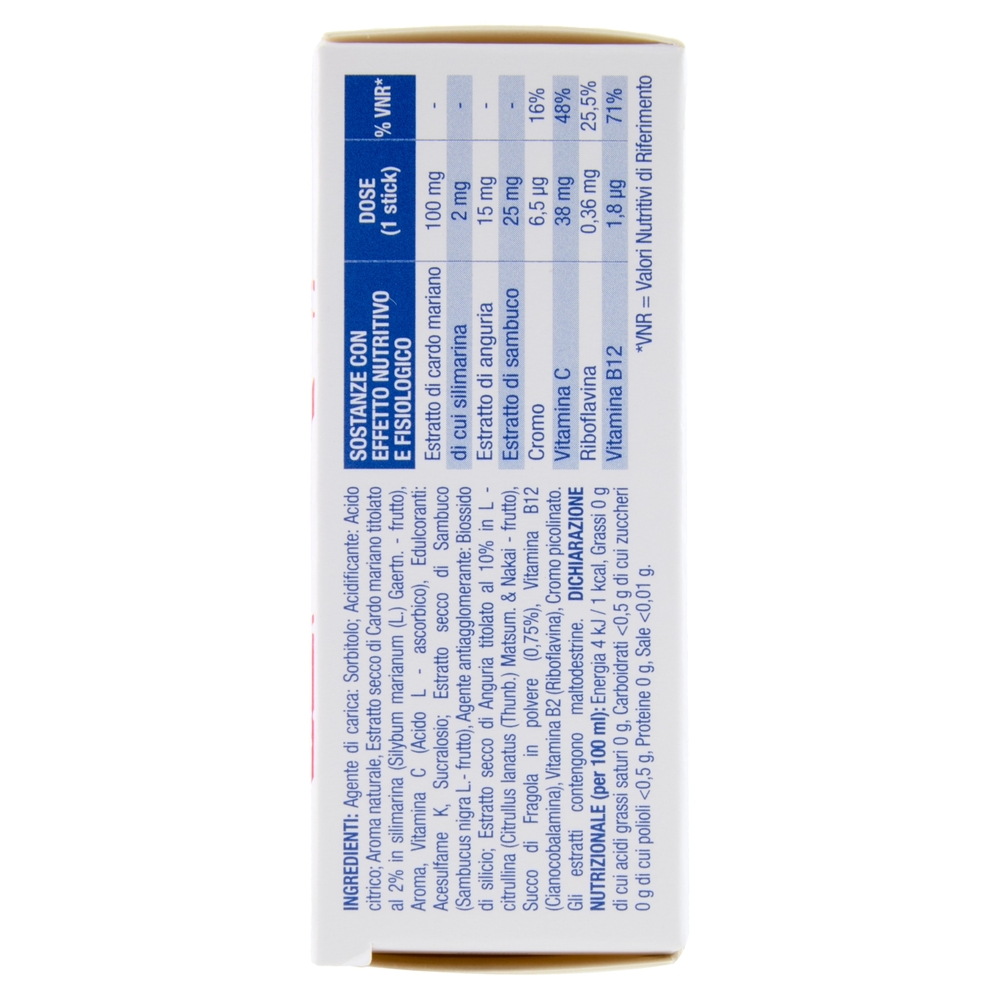 INGREDIENTI: Agente di carica: Sorbitolo; Acidificante: Acido
citrico; Aroma naturale, Estratto secco di Cardo mariano titolato
al 2% in silimarina (Silybum marianum (L.) Gaertn. - frutto),
Aroma, Vitamina C (Acido L - ascorbico), Edulcoranti:
Acesulfame K, Sucralosio; Estratto secco di Sambuco
(Sambucus nigra L.- frutto), Agente antiagglomerante: Biossido
di silicio; Estratto secco di Anguria titolato al 10% in L -
citrullina (Citrullus lanatus (Thunb.) Matsum. & Nakai - frutto),
Succo di Fragola in polvere (0,75%), Vitamina B12
(Cianocobalamina), Vitamina B2 (Riboflavina), Cromo picolinato.
Gli estratti contengono maltodestrine. DICHIARAZIONE
NUTRIZIONALE (per 100 ml): Energia 4 kJ / 1 kcal, Grassi 0 g
di cui acidi grassi saturi 0 g, Carboidrati <0,5 g di cui zuccheri
0 g di cui polioli <0,5 g, Proteine 0 g, Sale <0,01 g.
SOSTANZE CON
EFFETTO NUTRITIVO
E FISIOLOGICO
DOSE
(1 stick)
% VNR*
Estratto di cardo mariano 100 mg -
di cui silimarina 2 mg -
Estratto di anguria 15 mg -
Estratto di sambuco 25 mg -
Cromo 6,5 µg 16%
Vitamina C 38 mg 48%
Riboflavina 0,36 mg 25,5%
Vitamina B12 1,8 µg 71%
*VNR = Valori Nutritivi di Riferimento